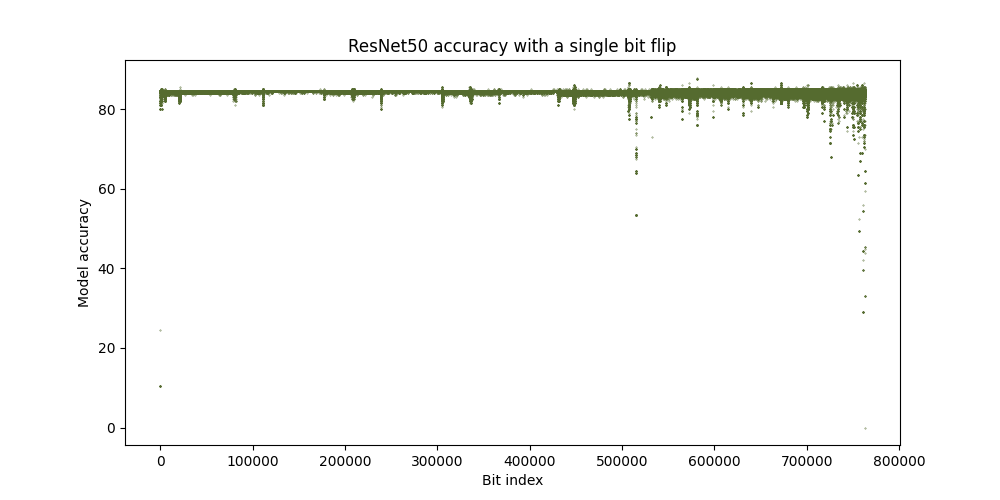 ResNet50 accuracy with a single bit flip
Model accuracy
80
60
40
20
0
0 100000 200000 300000 400000 500000 600000 700000 800000
Bit index